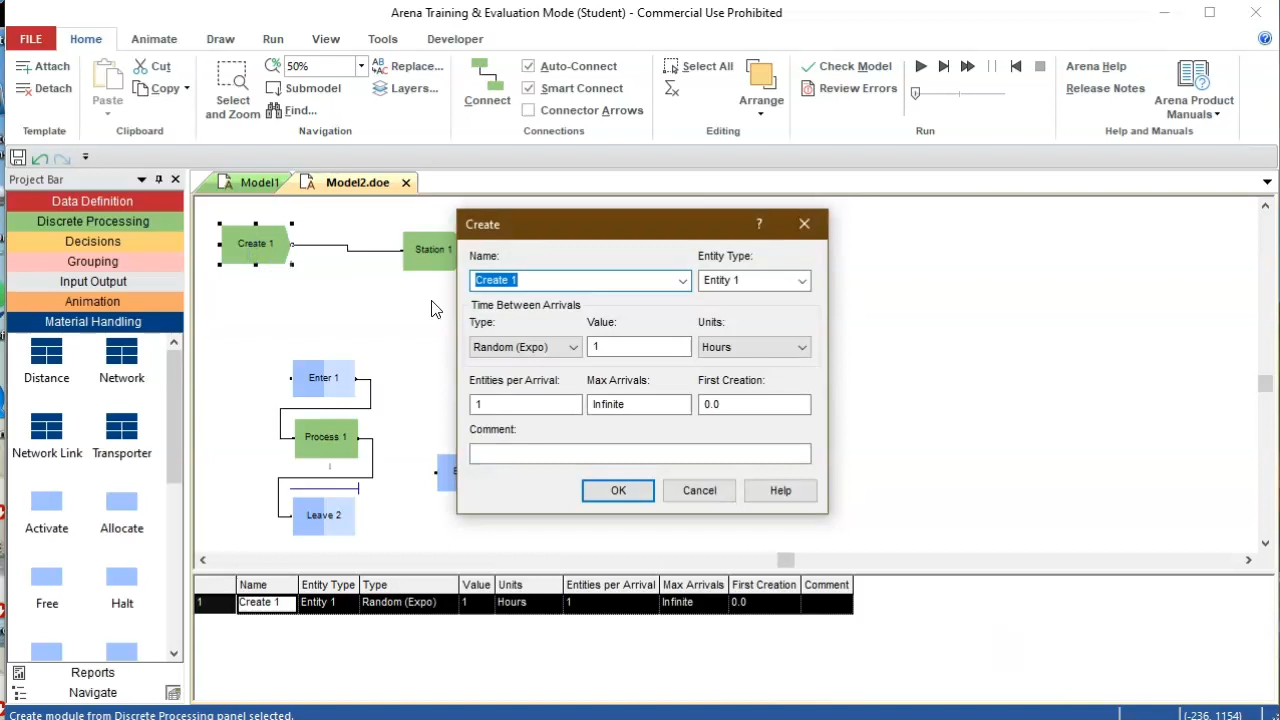 Arena Training & Evaluation Mode (Student) - Commercial Use Prohibited
FILE Home Animate Draw Run View Tools Developer
Attach
Detach
Template
Paste
Cut
Copy
Clipboard
Select and Zoom
50%
Submodel
Find...
Navigation
Replace...
Layers...
Connect
Auto-Connect
Smart Connect
Connector Arrows
Connections
Select All
Arrange
Editing
Check Model
Review Errors
Run
Arena Help
Release Notes
Arena Product Manuals
Help and Manuals
Project Bar
Data Definition
Discrete Processing
Decisions
Grouping
Input Output
Animation
Material Handling
Distance Network
Network Link Transporter
Activate Allocate
Free Halt
Reports
Navigate
Model1 Model2.doe
Create 1
Station 1
Enter 1
Process 1
Leave 2
Create ?
Name: Entity Type:
Create 1 Entity 1
Time Between Arrivals
Type: Value: Units:
Random (Expo) 1 Hours
Entities per Arrival: Max Arrivals: First Creation:
1 Infinite 0.0
Comment:
OK Cancel Help
Name Entity Type Type Value Units Entities per Arrival Max Arrivals First Creation Comment
1 Create 1 Entity 1 Random (Expo) 1 Hours 1 Infinite 0.0
Create module from Discrete Processing panel selected. (-236, 1154)